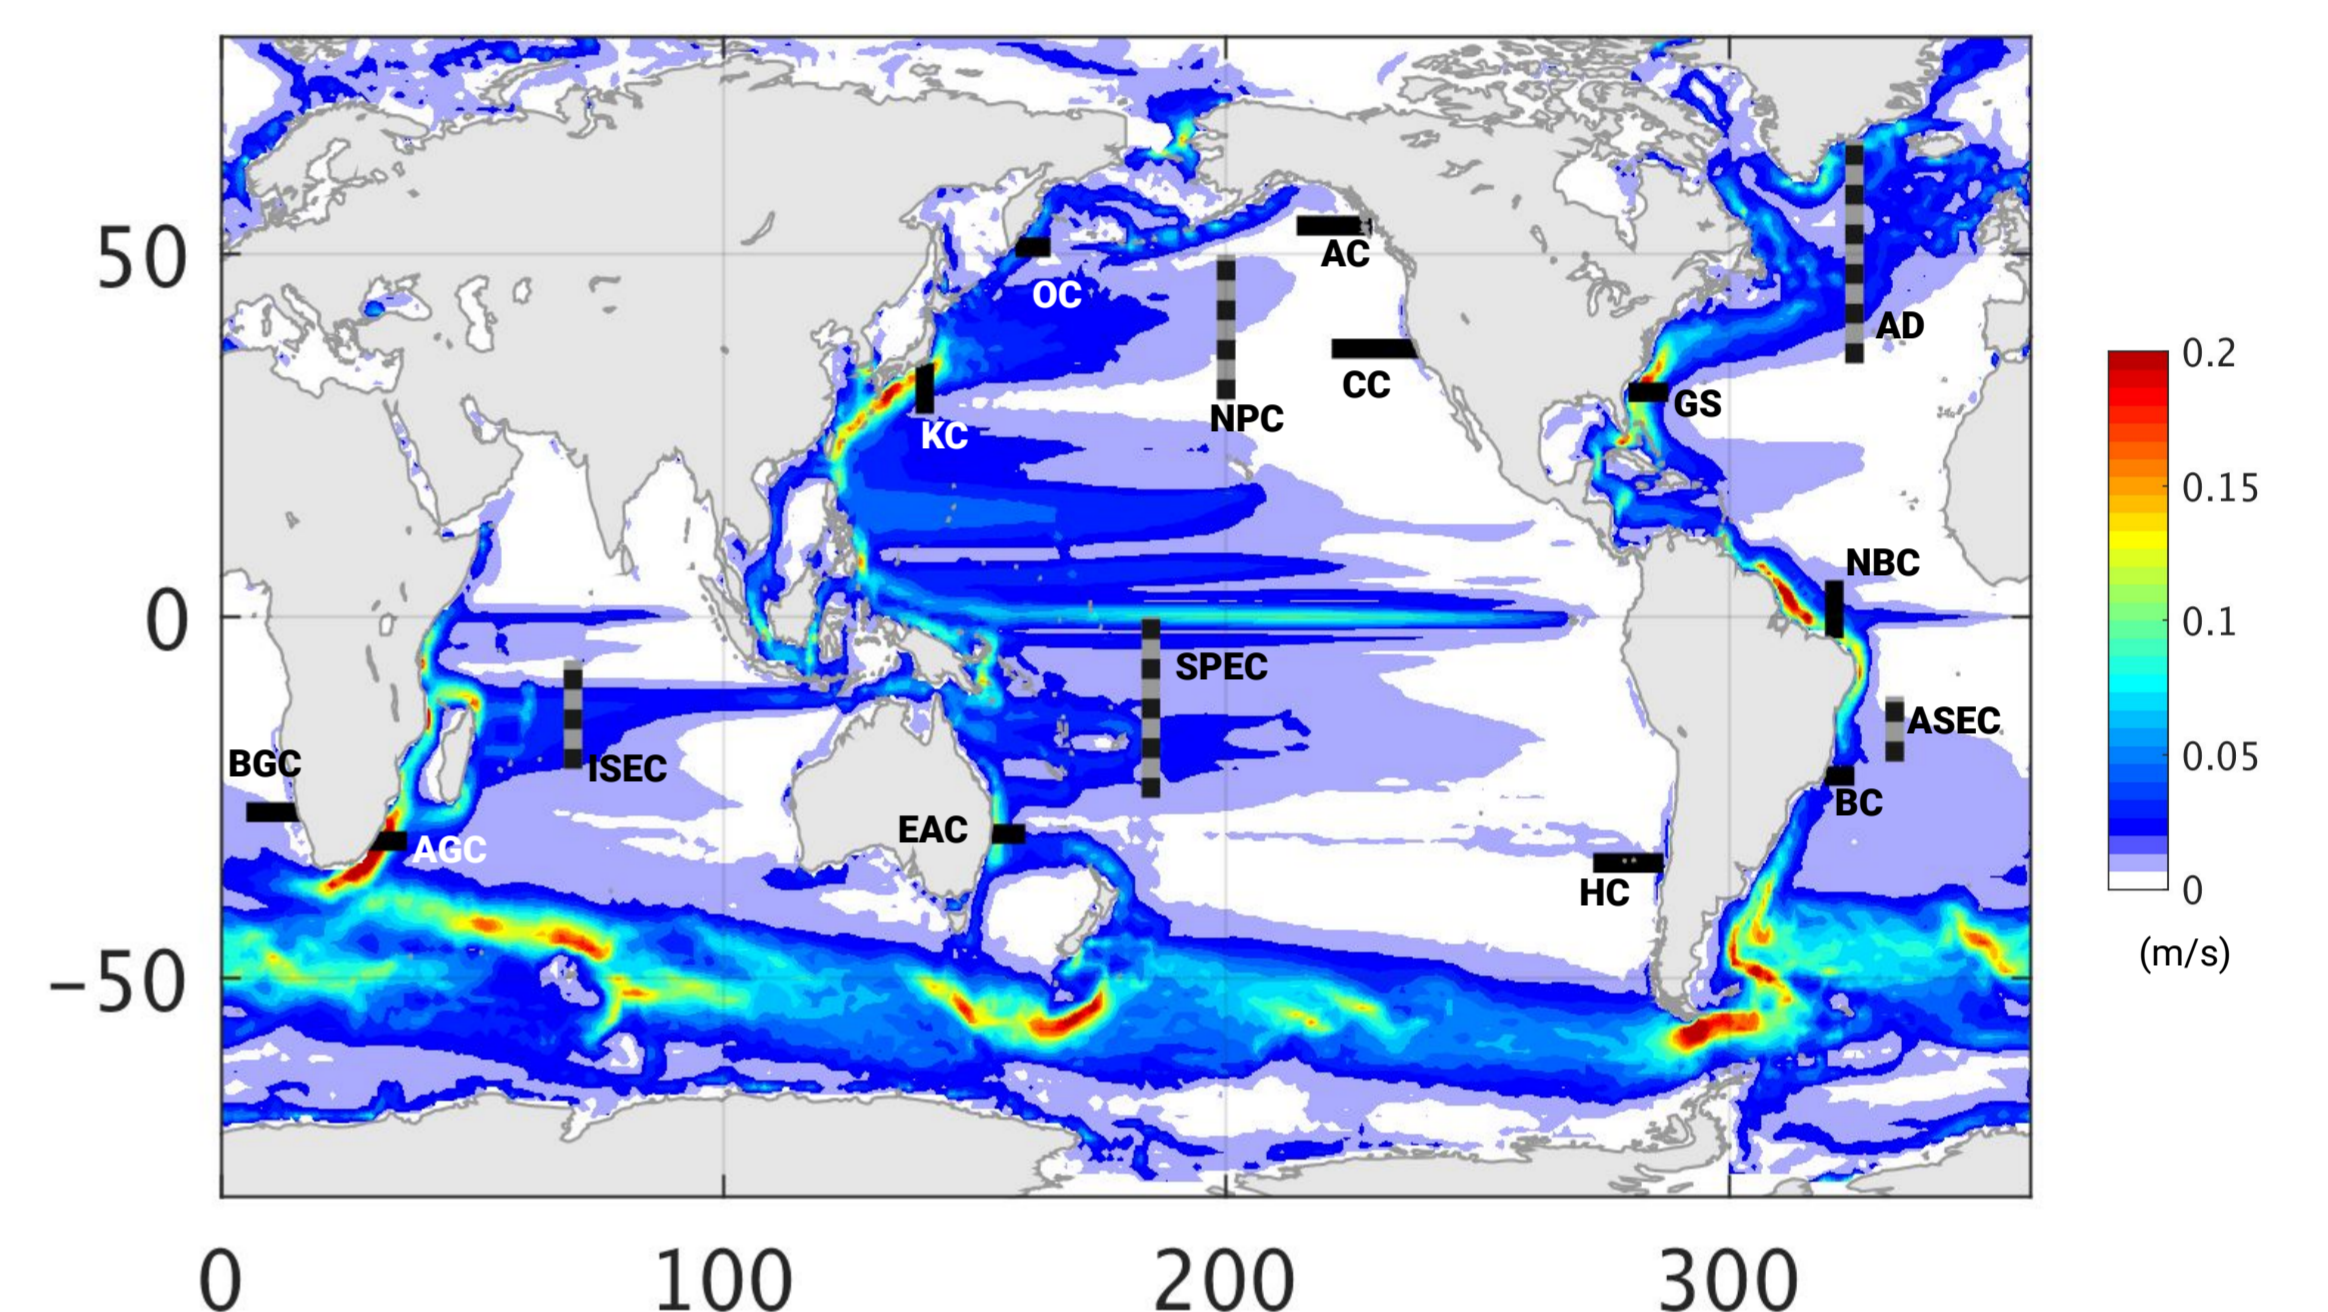 50
0
−50
0
100
200
300
AC
OC
AD
CC
NPC
GS
KC
NBC
SPEC
ASEC
BGC
ISEC
BC
EAC
AGC
HC
0.2
0.15
0.1
0.05
0
(m/s)